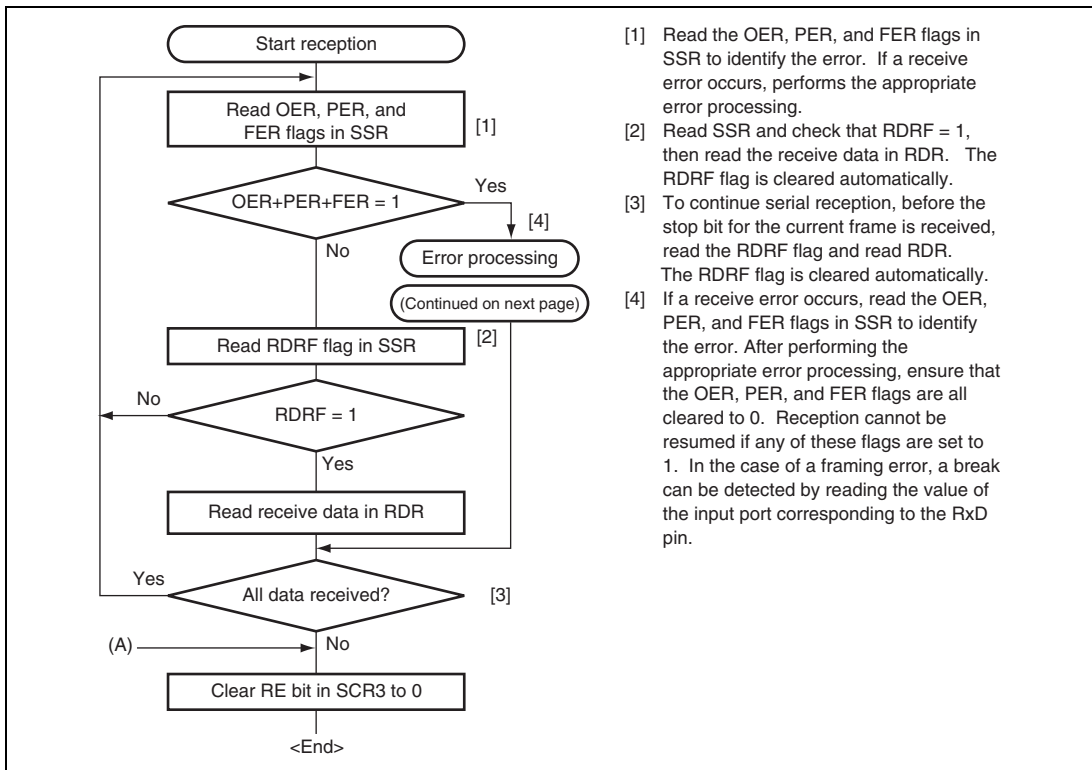 Start reception
Read OER, PER, and
FER flags in SSR
[1]
OER+PER+FER = 1
Yes
[4]
No
Error processing
(Continued on next page)
Read RDRF flag in SSR
[2]
No
RDRF = 1
Yes
Read receive data in RDR
Yes
All data received?
[3]
(A)
No
Clear RE bit in SCR3 to 0
<End>
[1] Read the OER, PER, and FER flags in
SSR to identify the error. If a receive
error occurs, performs the appropriate
error processing.
[2] Read SSR and check that RDRF = 1,
then read the receive data in RDR. The
RDRF flag is cleared automatically.
[3] To continue serial reception, before the
stop bit for the current frame is received,
read the RDRF flag and read RDR.
The RDRF flag is cleared automatically.
[4] If a receive error occurs, read the OER,
PER, and FER flags in SSR to identify
the error. After performing the
appropriate error processing, ensure that
the OER, PER, and FER flags are all
cleared to 0. Reception cannot be
resumed if any of these flags are set to
1. In the case of a framing error, a break
can be detected by reading the value of
the input port corresponding to the RxD
pin.